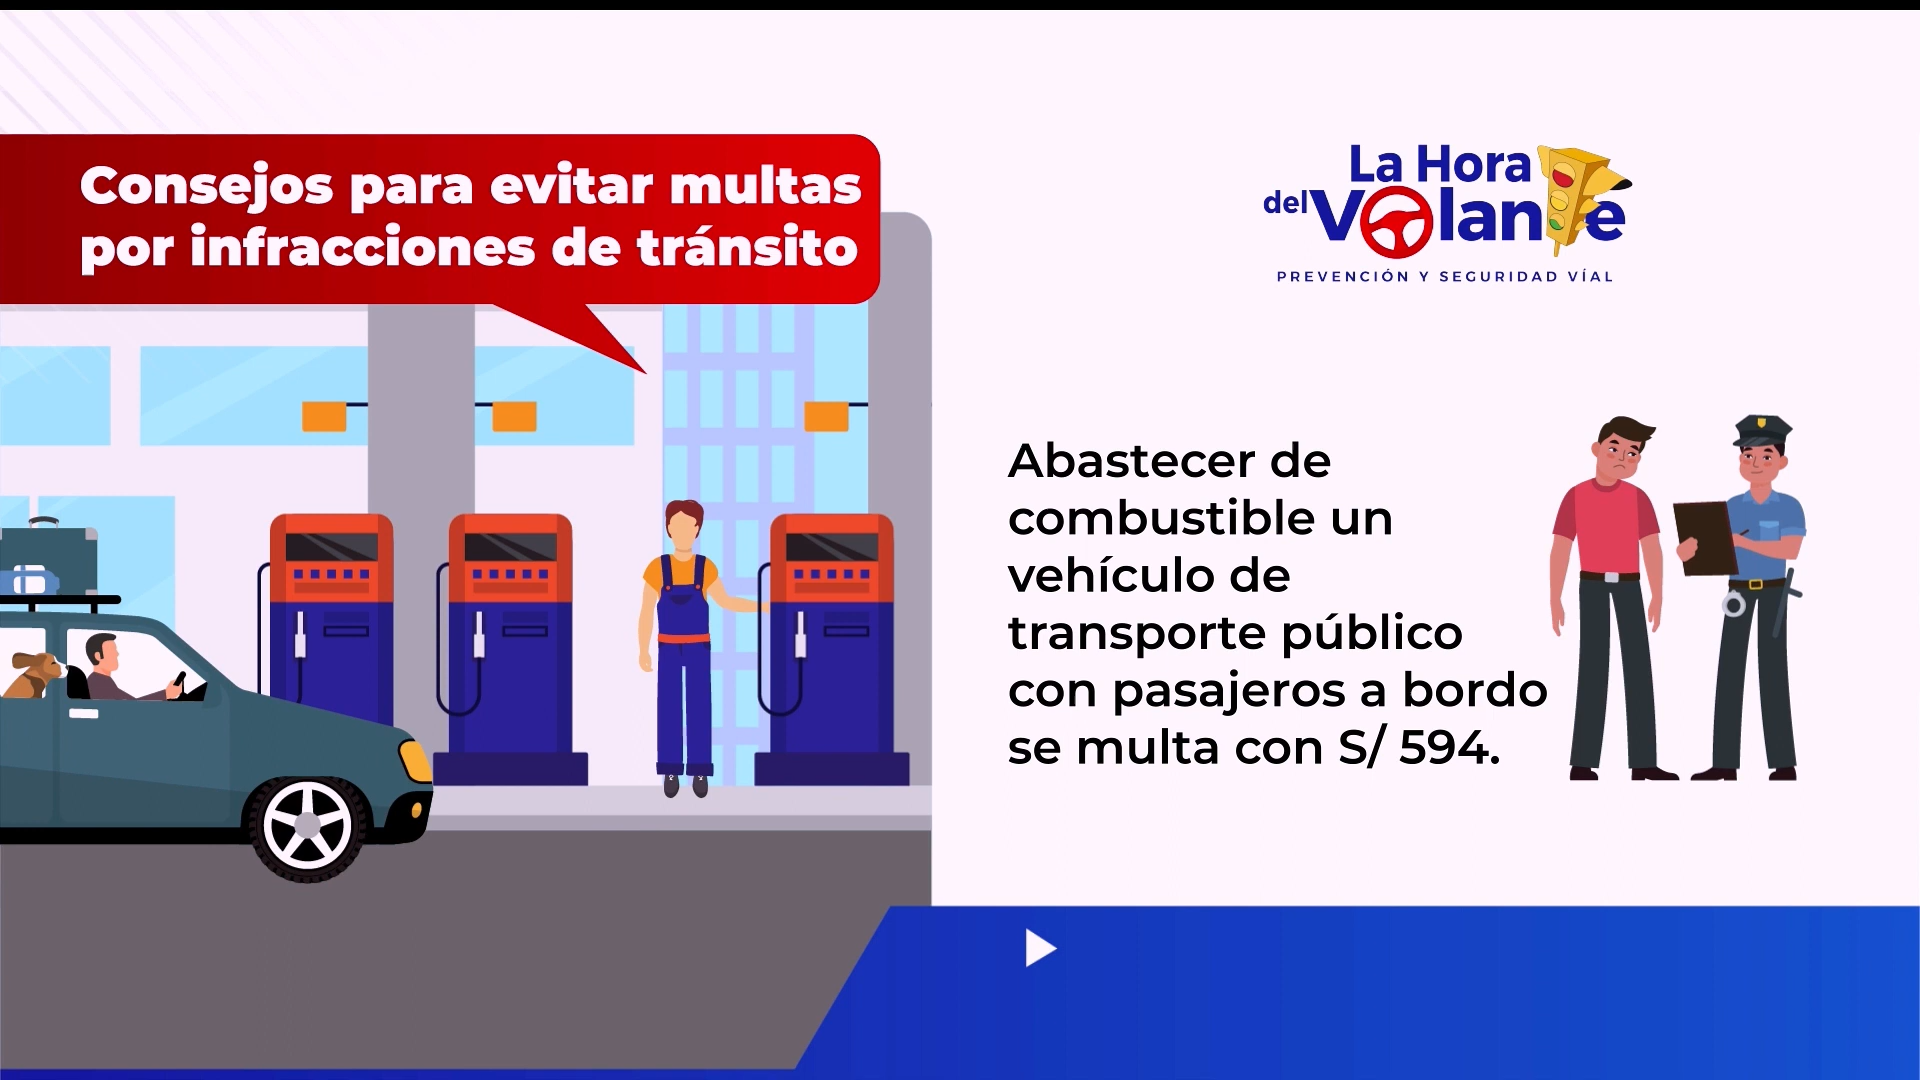 Consejos para evitar multas
por infracciones de tránsito
La Hora
del Volante
PREVENCIÓN Y SEGURIDAD VÍAL
Abastecer de
combustible un
vehículo de
transporte público
con pasajeros a bordo
se multa con S/ 594.